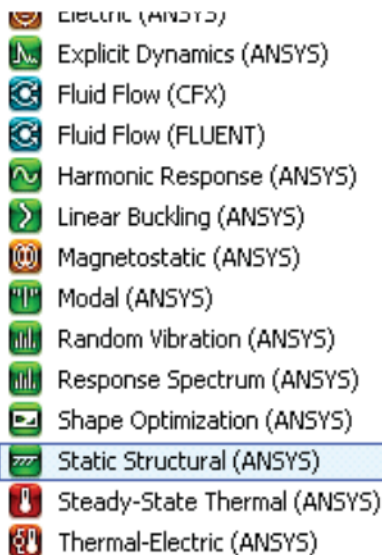 Electric (ANSYS)
Explicit Dynamics (ANSYS)
Fluid Flow (CFX)
Fluid Flow (FLUENT)
Harmonic Response (ANSYS)
Linear Buckling (ANSYS)
Magnetostatic (ANSYS)
Modal (ANSYS)
Random Vibration (ANSYS)
Response Spectrum (ANSYS)
Shape Optimization (ANSYS)
Static Structural (ANSYS)
Steady-State Thermal (ANSYS)
Thermal-Electric (ANSYS)